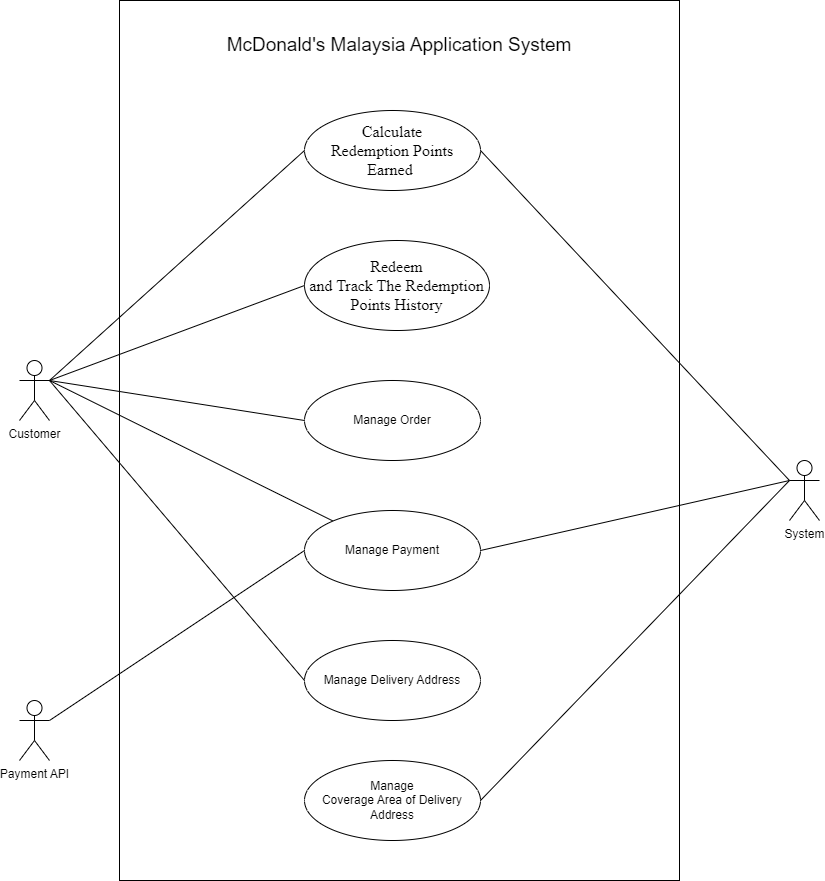 McDonald's Malaysia Application System
Calculate
Redemption Points
Earned
Redeem
and Track The Redemption
Points History
Customer
Manage Order
System
Manage Payment
Manage Delivery Address
Payment API
Manage
Coverage Area of Delivery
Address